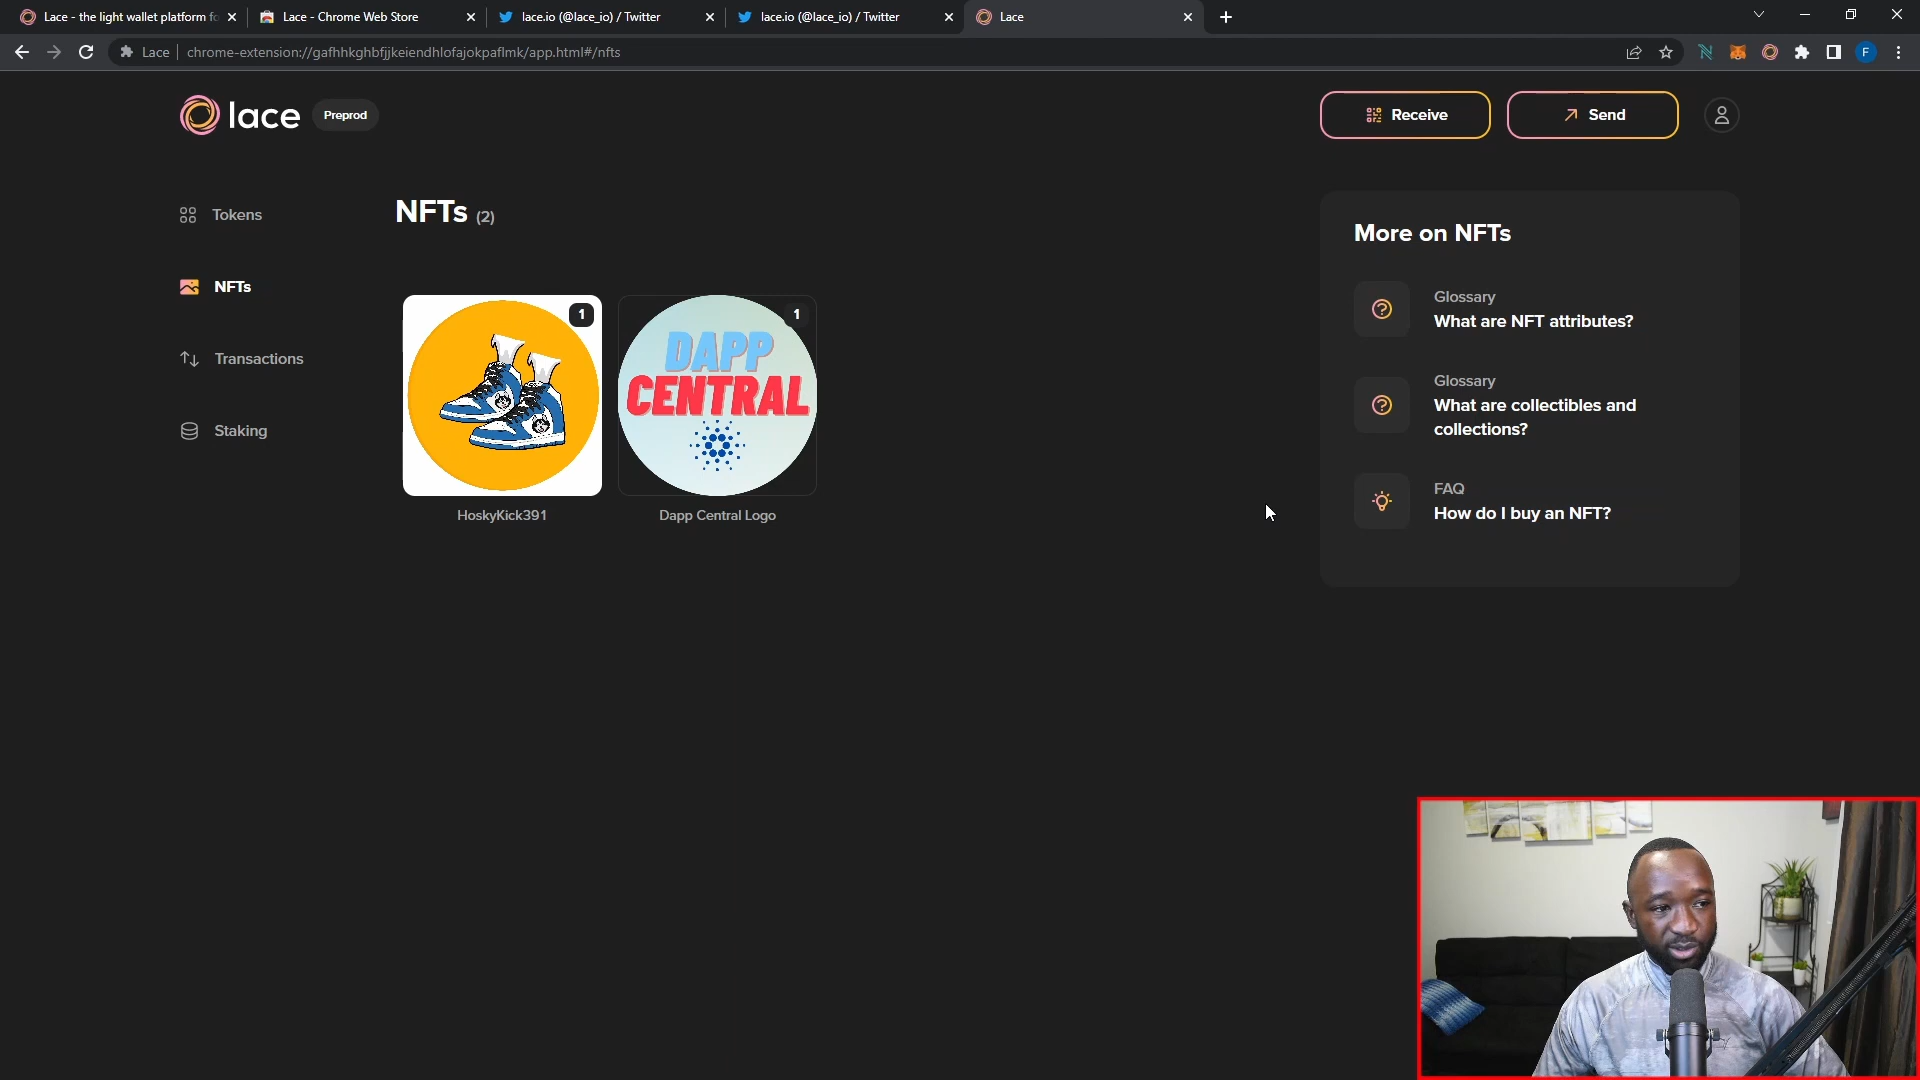 Lace - the light wallet platform fo
Lace - Chrome Web Store
lace.io (@lace_io) / Twitter
lace.io (@lace_io) / Twitter
Lace
Lace
chrome-extension://gafhhkghbfjjkeiendhlofajokpaflmk/app.html#/nfts
F
lace
Preprod
Receive
Send
Tokens
NFTs
Transactions
Staking
NFTs (2)
1
HoskyKick391
1
DAPP
CENTRAL
Dapp Central Logo
More on NFTs
Glossary
What are NFT attributes?
Glossary
What are collectibles and
collections?
FAQ
How do I buy an NFT?